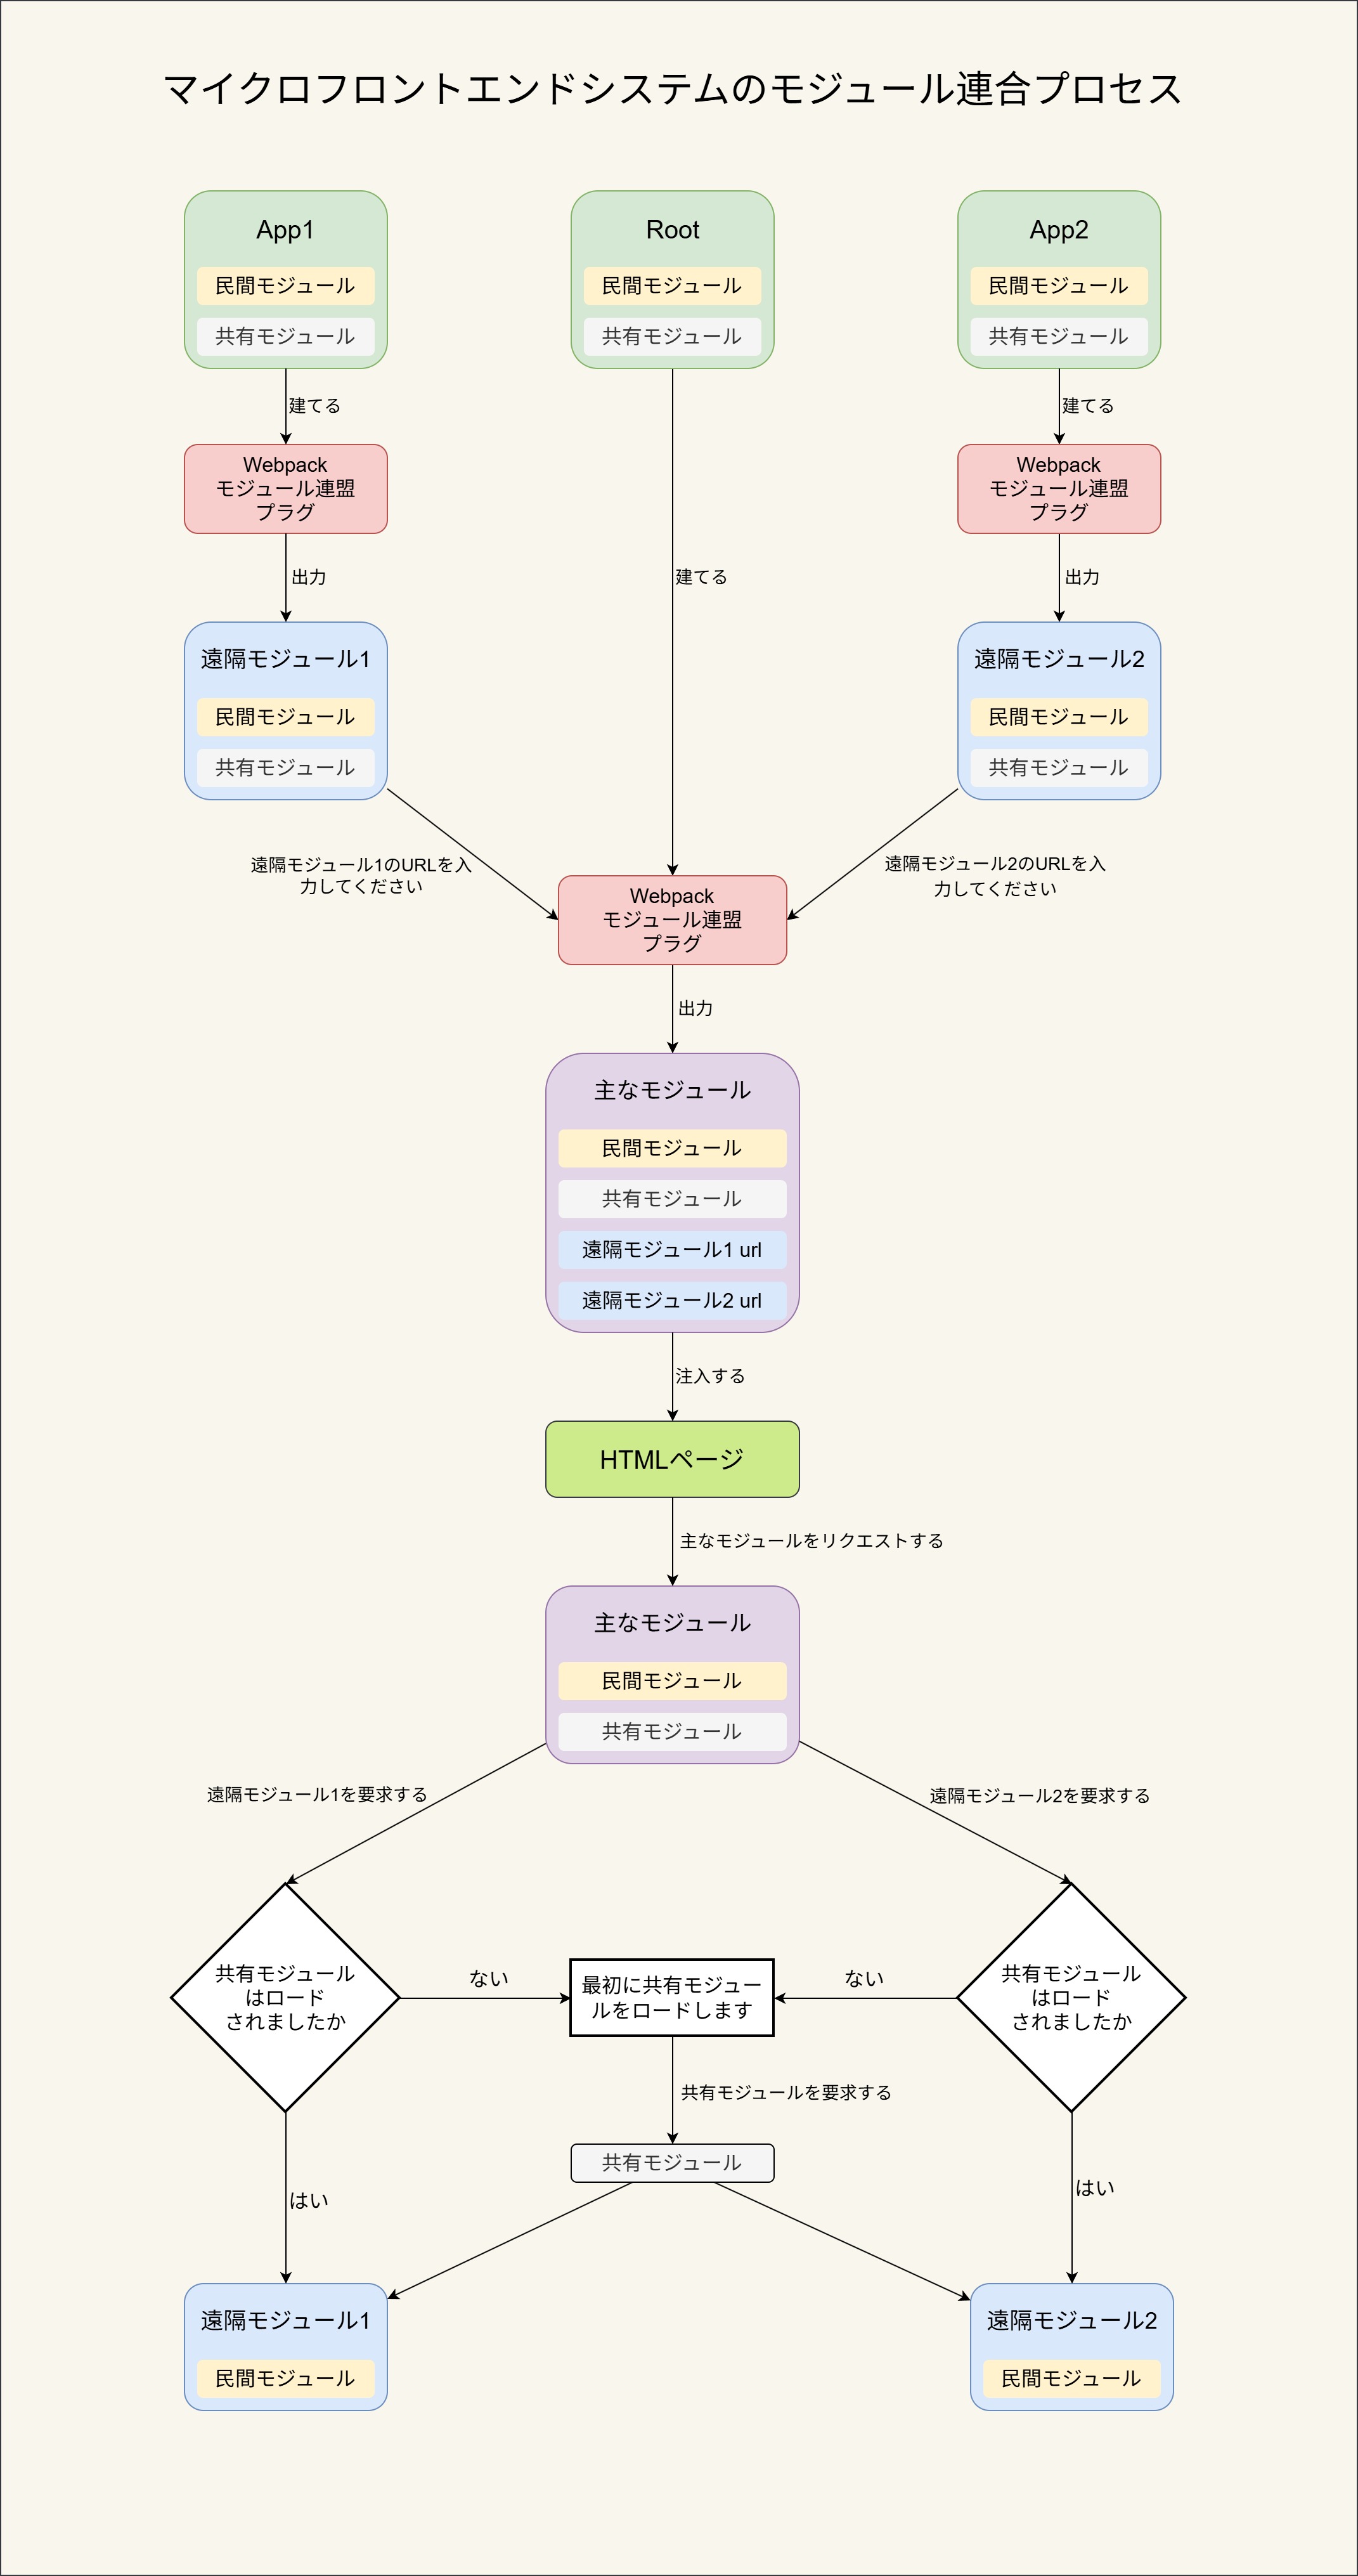 マイクロフロントエンドシステムのモジュール連合プロセス
App1
民間モジュール
共有モジュール
Root
民間モジュール
共有モジュール
App2
民間モジュール
共有モジュール
建てる
建てる
Webpack
モジュール連盟
プラグ
Webpack
モジュール連盟
プラグ
出力
建てる
出力
遠隔モジュール1
民間モジュール
共有モジュール
遠隔モジュール2
民間モジュール
共有モジュール
遠隔モジュール1のURLを入
力してください
遠隔モジュール2のURLを入
力してください
Webpack
モジュール連盟
プラグ
出力
主なモジュール
民間モジュール
共有モジュール
遠隔モジュール1 url
遠隔モジュール2 url
注入する
HTMLページ
主なモジュールをリクエストする
主なモジュール
民間モジュール
共有モジュール
遠隔モジュール1を要求する
遠隔モジュール2を要求する
共有モジュール
はロード
されましたか
ない
最初に共有モジュー
ルをロードします
ない
共有モジュール
はロード
されましたか
共有モジュールを要求する
共有モジュール
はい
はい
遠隔モジュール1
民間モジュール
遠隔モジュール2
民間モジュール